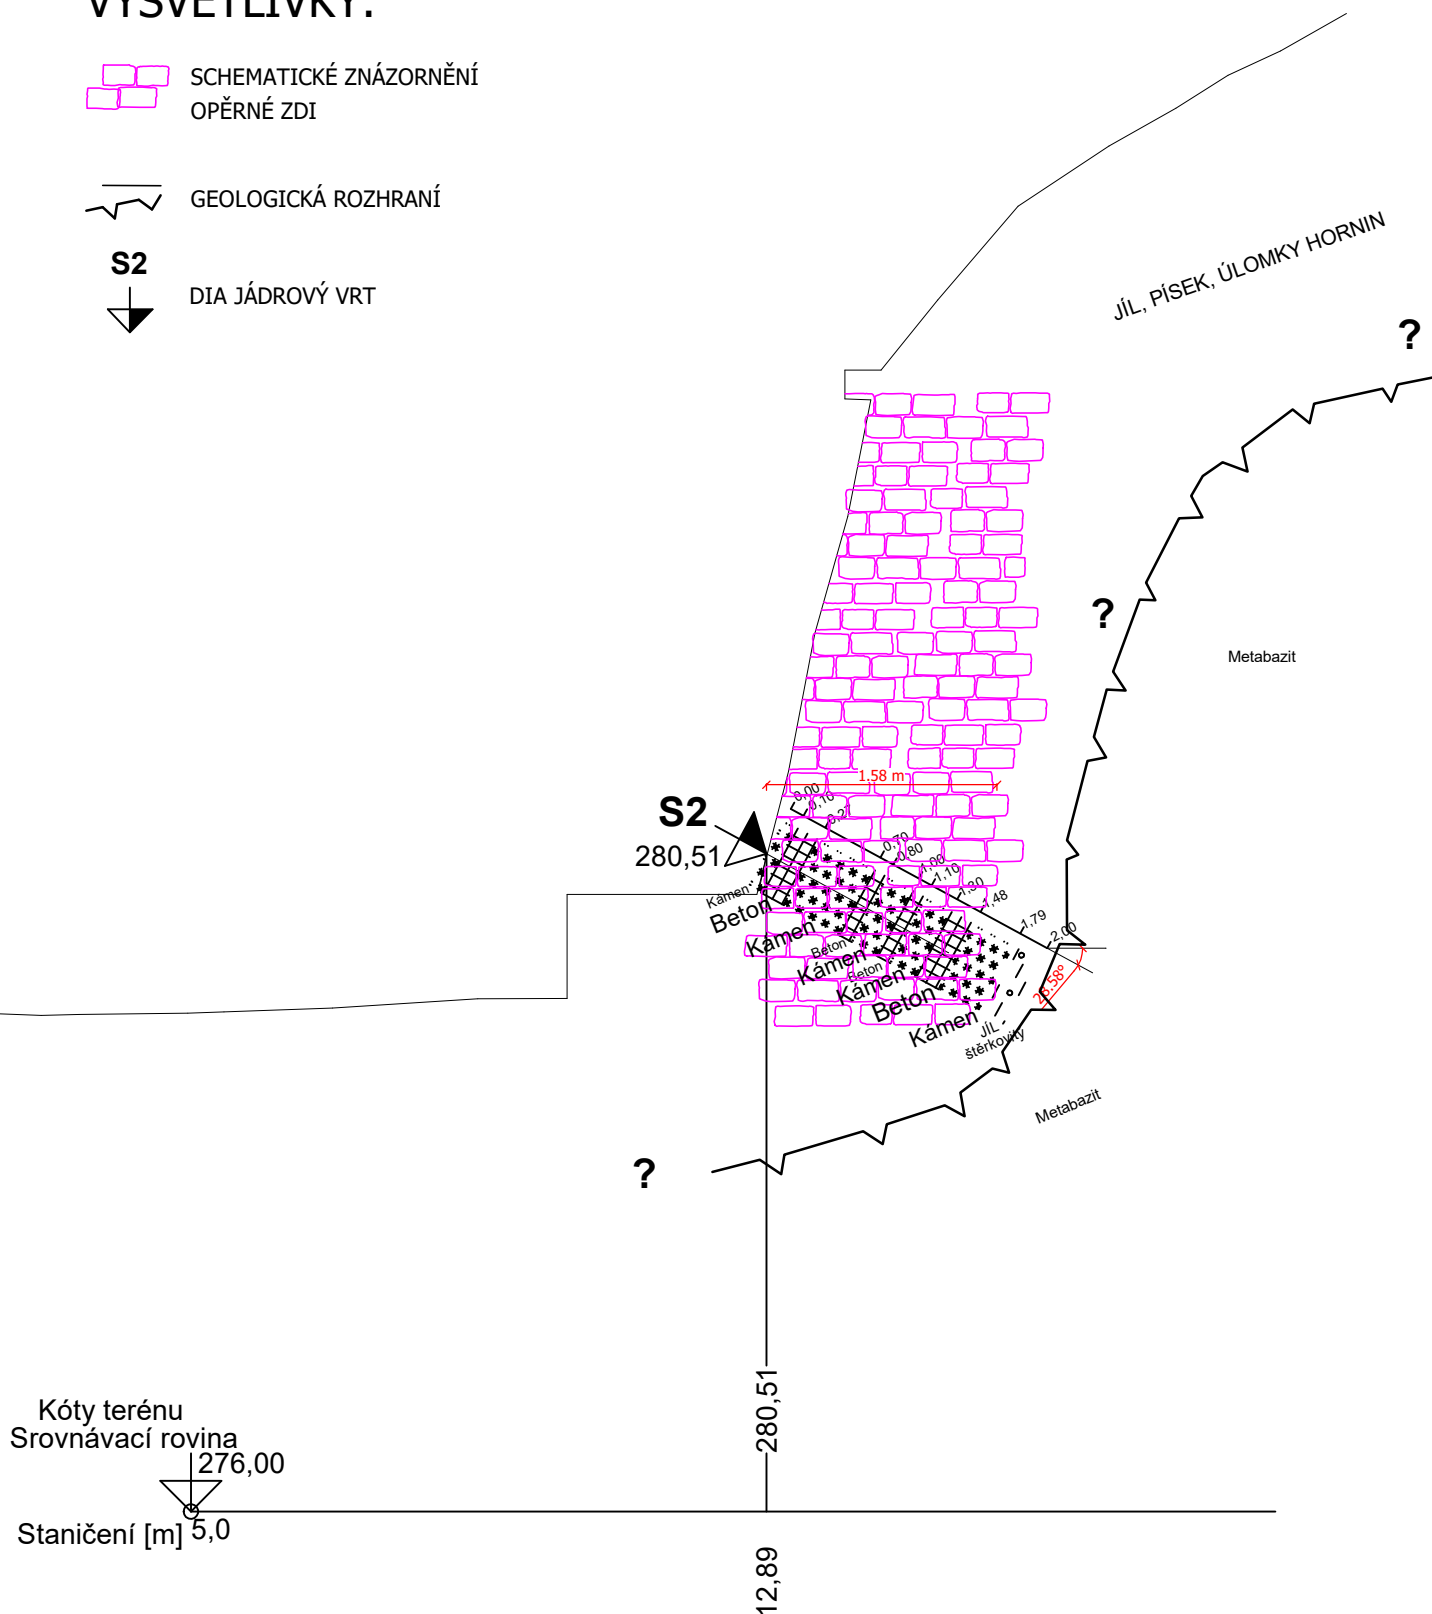 VYSVĚTLIVKY:
SCHEMATICKÉ ZNÁZORNĚNÍ
OPĚRNÉ ZDI
GEOLOGICKÁ ROZHRANÍ
S2
DIA JÁDROVÝ VRT
JÍL, PÍSEK, ÚLOMKY HORNIN
?
?
Metabazit
1.58 m
S2
280,51
0,00
0,10
0,70
0,80
1,00
1,10
1,30
1,48
1,79
2,00
Kámen
Beton
Kámen
Beton
Kámen
Beton
Kámen
Beton
Kámen
JÍL
štěrkovitý
28.58°
Metabazit
?
280,51
Kóty terénu
Srovnávací rovina
276,00
Staničení [m] 5,0
12,89